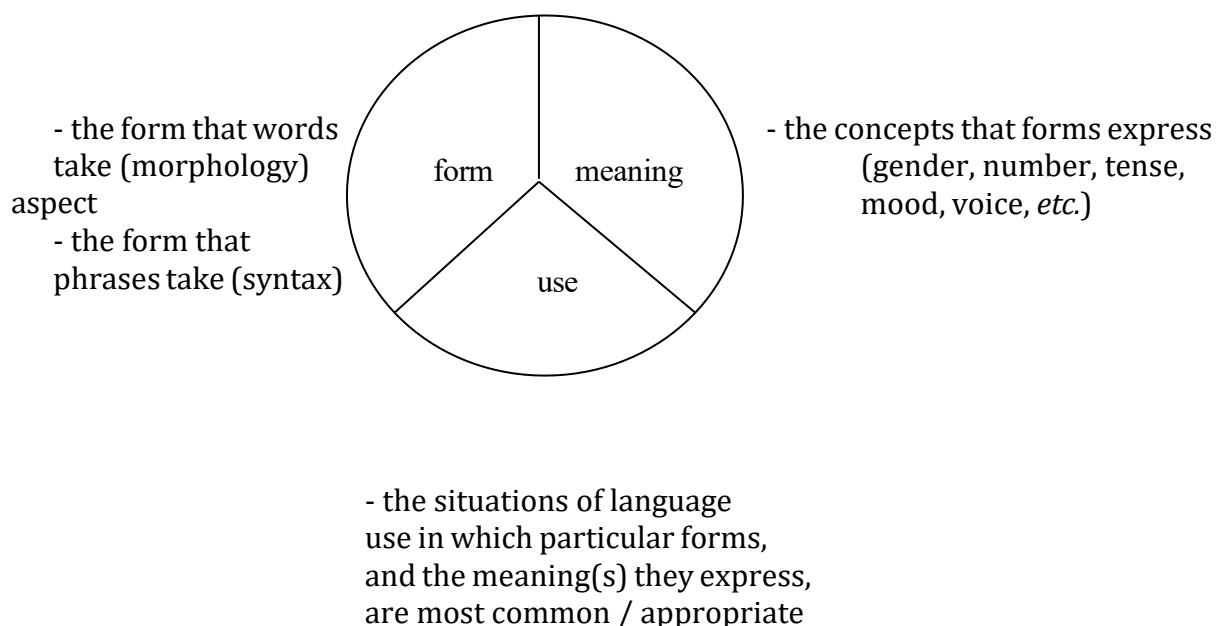 - the form that words
take (morphology)
aspect
- the form that
phrases take (syntax)
form
meaning
use
- the concepts that forms express
(gender, number, tense,
mood, voice, etc.)
- the situations of language
use in which particular forms,
and the meaning(s) they express,
are most common / appropriate